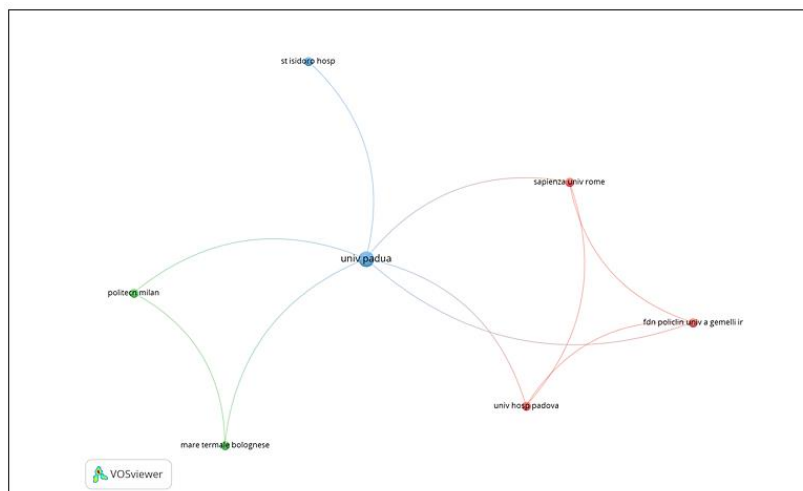 st isidoro hosp
sapienza univ rome
univ padua
politecn milan
fdn policlin univ a gemelli ir
univ hosp padova
mare termale bolognese
VOSviewer